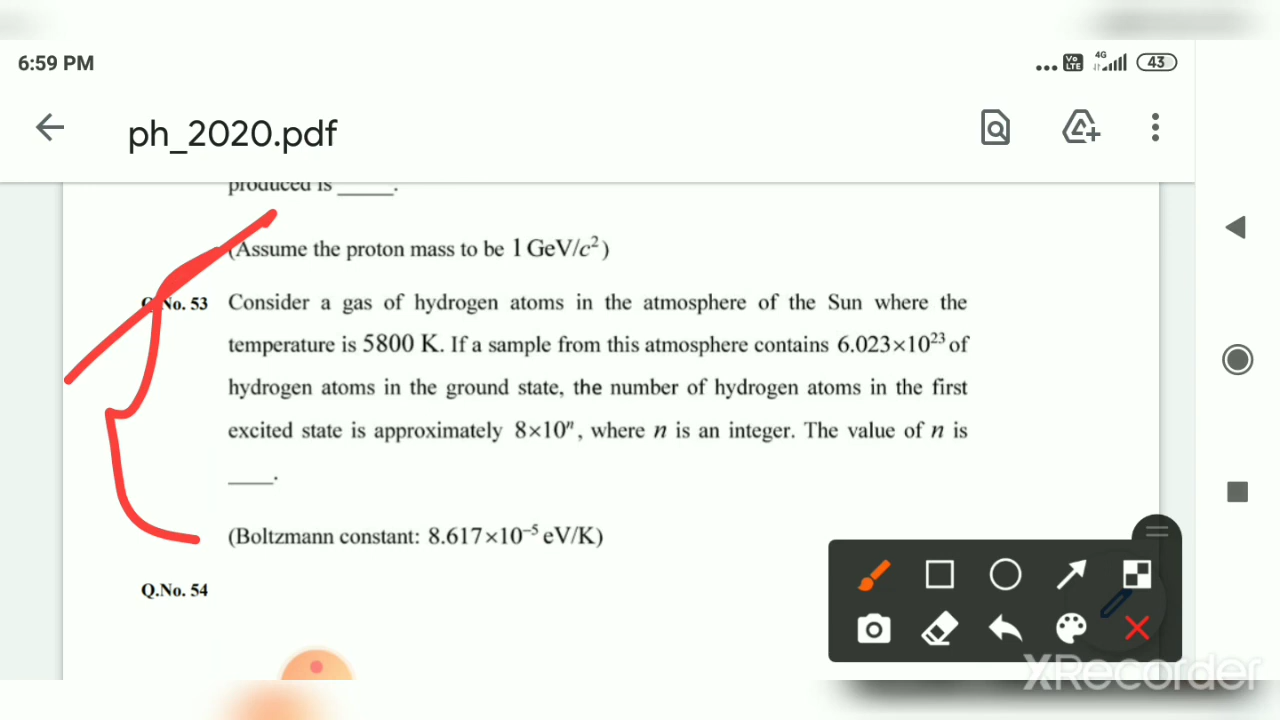 6:59 PM
Vo LTE 4G 43
ph_2020.pdf
produced is _____.
(Assume the proton mass to be 1 GeV/c²)
Q.No. 53 Consider a gas of hydrogen atoms in the atmosphere of the Sun where the
temperature is 5800 K. If a sample from this atmosphere contains 6.023×10²³ of
hydrogen atoms in the ground state, the number of hydrogen atoms in the first
excited state is approximately 8×10ⁿ, where n is an integer. The value of n is
____.
(Boltzmann constant: 8.617×10⁻⁵ eV/K)
Q.No. 54
XRecorder